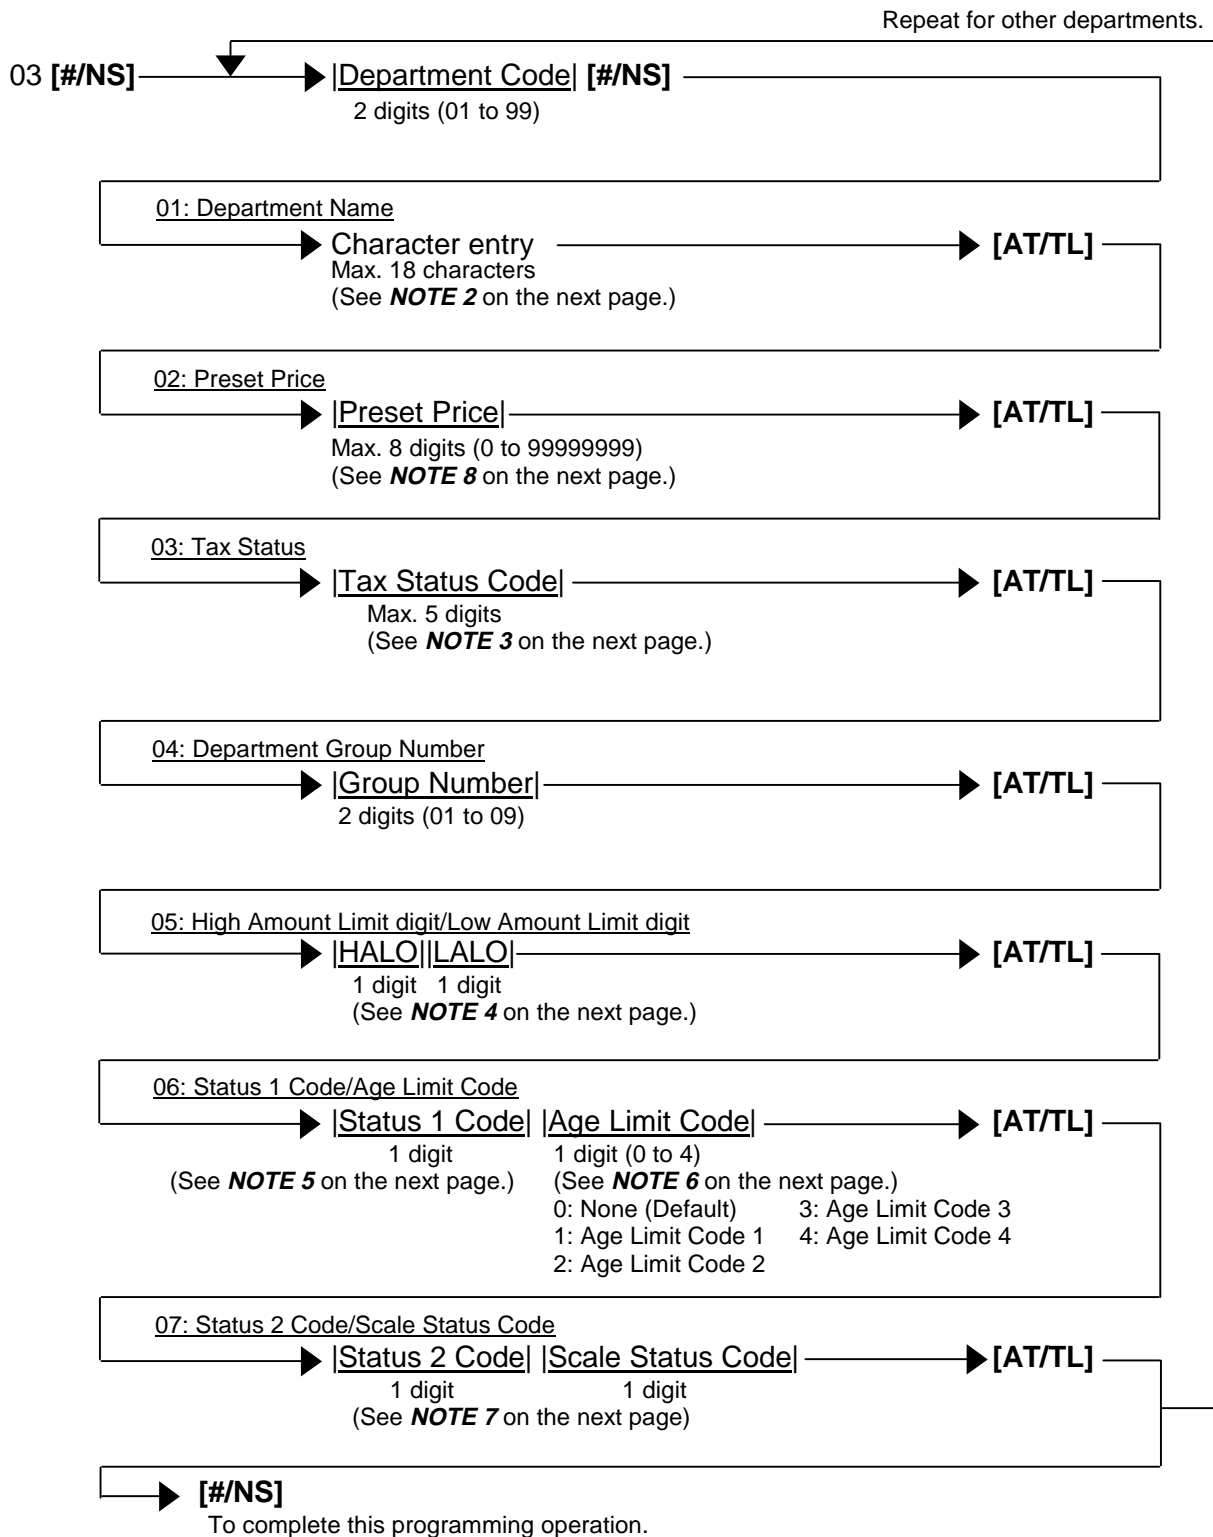 Repeat for other departments.
03 [#/NS] |Department Code| [#/NS]
2 digits (01 to 99)
01: Department Name
Character entry [AT/TL]
Max. 18 characters
(See NOTE 2 on the next page.)
02: Preset Price
|Preset Price| [AT/TL]
Max. 8 digits (0 to 99999999)
(See NOTE 8 on the next page.)
03: Tax Status
|Tax Status Code| [AT/TL]
Max. 5 digits
(See NOTE 3 on the next page.)
04: Department Group Number
|Group Number| [AT/TL]
2 digits (01 to 09)
05: High Amount Limit digit/Low Amount Limit digit
|HALO||LALO| [AT/TL]
1 digit 1 digit
(See NOTE 4 on the next page.)
06: Status 1 Code/Age Limit Code
|Status 1 Code| |Age Limit Code| [AT/TL]
1 digit 1 digit (0 to 4)
(See NOTE 5 on the next page.) (See NOTE 6 on the next page.)
0: None (Default) 3: Age Limit Code 3
1: Age Limit Code 1 4: Age Limit Code 4
2: Age Limit Code 2
07: Status 2 Code/Scale Status Code
|Status 2 Code| |Scale Status Code| [AT/TL]
1 digit 1 digit
(See NOTE 7 on the next page)
[#/NS]
To complete this programming operation.